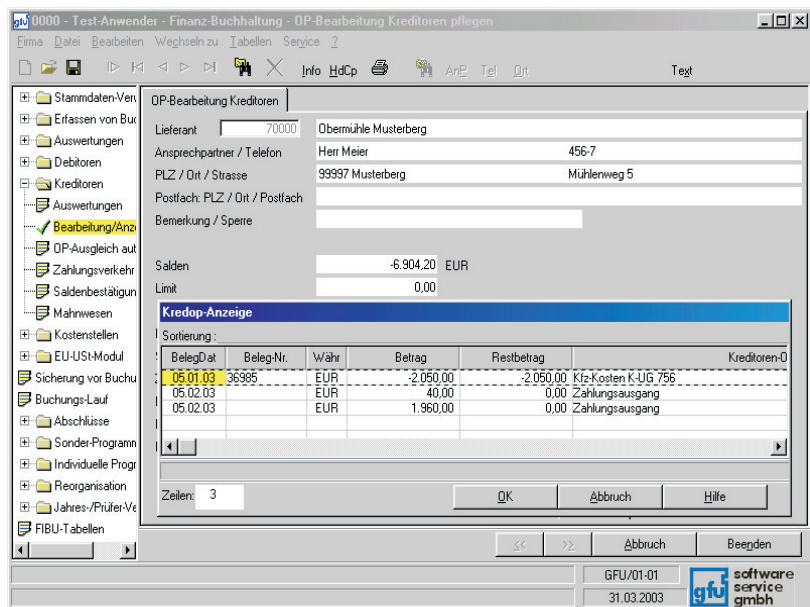 gfu 0000 - Test-Anwender - Finanz-Buchhaltung - OP-Bearbeitung Kreditoren pflegen
Firma Datei Bearbeiten Wechseln zu Tabellen Service ?
Info HdCp AnP Tel Ort Text
Stammdaten-Verw
Erfassen von Buc
Auswertungen
Debitoren
Kreditoren
Auswertungen
Bearbeitung/Anze
OP-Ausgleich aut
Zahlungsverkehr
Saldenbestätigun
Mahnwesen
Kostenstellen
EU-USt-Modul
Sicherung vor Buchu
Buchungs-Lauf
Abschlüsse
Sonder-Programm
Individuelle Progr
Reorganisation
Jahres-/Prüfer-Ve
FIBU-Tabellen
OP-Bearbeitung Kreditoren
Lieferant 70000 Obermühle Musterberg
Ansprechpartner / Telefon Herr Meier 456-7
PLZ / Ort / Strasse 99997 Musterberg Mühlenweg 5
Postfach: PLZ / Ort / Postfach
Bemerkung / Sperre
Salden -6.904,20 EUR
Limit 0,00
Kredop-Anzeige
Sortierung :
BelegDat Beleg-Nr. Währ Betrag Restbetrag Kreditoren-O
05.01.03 36985 EUR -2.050,00 -2.050,00 Kfz-Kosten K-UG 756
05.02.03 EUR 40,00 0,00 Zahlungsausgang
05.02.03 EUR 1.960,00 0,00 Zahlungsausgang
Zeilen: 3 OK Abbruch Hilfe
<< >> Abbruch Beenden
GFU/01-01
31.03.2003
gfu software
service
gmbh